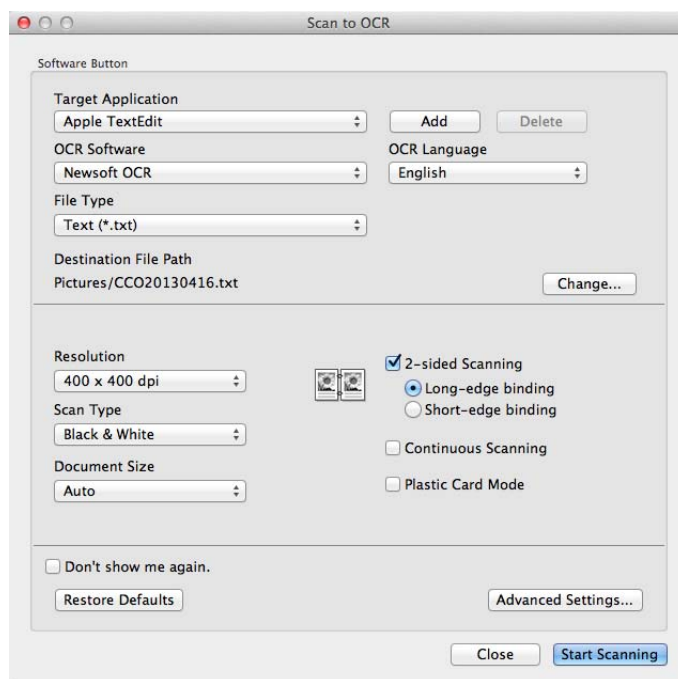 Scan to OCR
Software Button
Target Application
Apple TextEdit Add Delete
OCR Software OCR Language
Newsoft OCR English
File Type
Text (*.txt)
Destination File Path
Pictures/CCO20130416.txt Change...
Resolution 2-sided Scanning
400 x 400 dpi Long-edge binding
Scan Type Short-edge binding
Black & White Continuous Scanning
Document Size Plastic Card Mode
Auto
Don't show me again.
Restore Defaults Advanced Settings...
Close Start Scanning